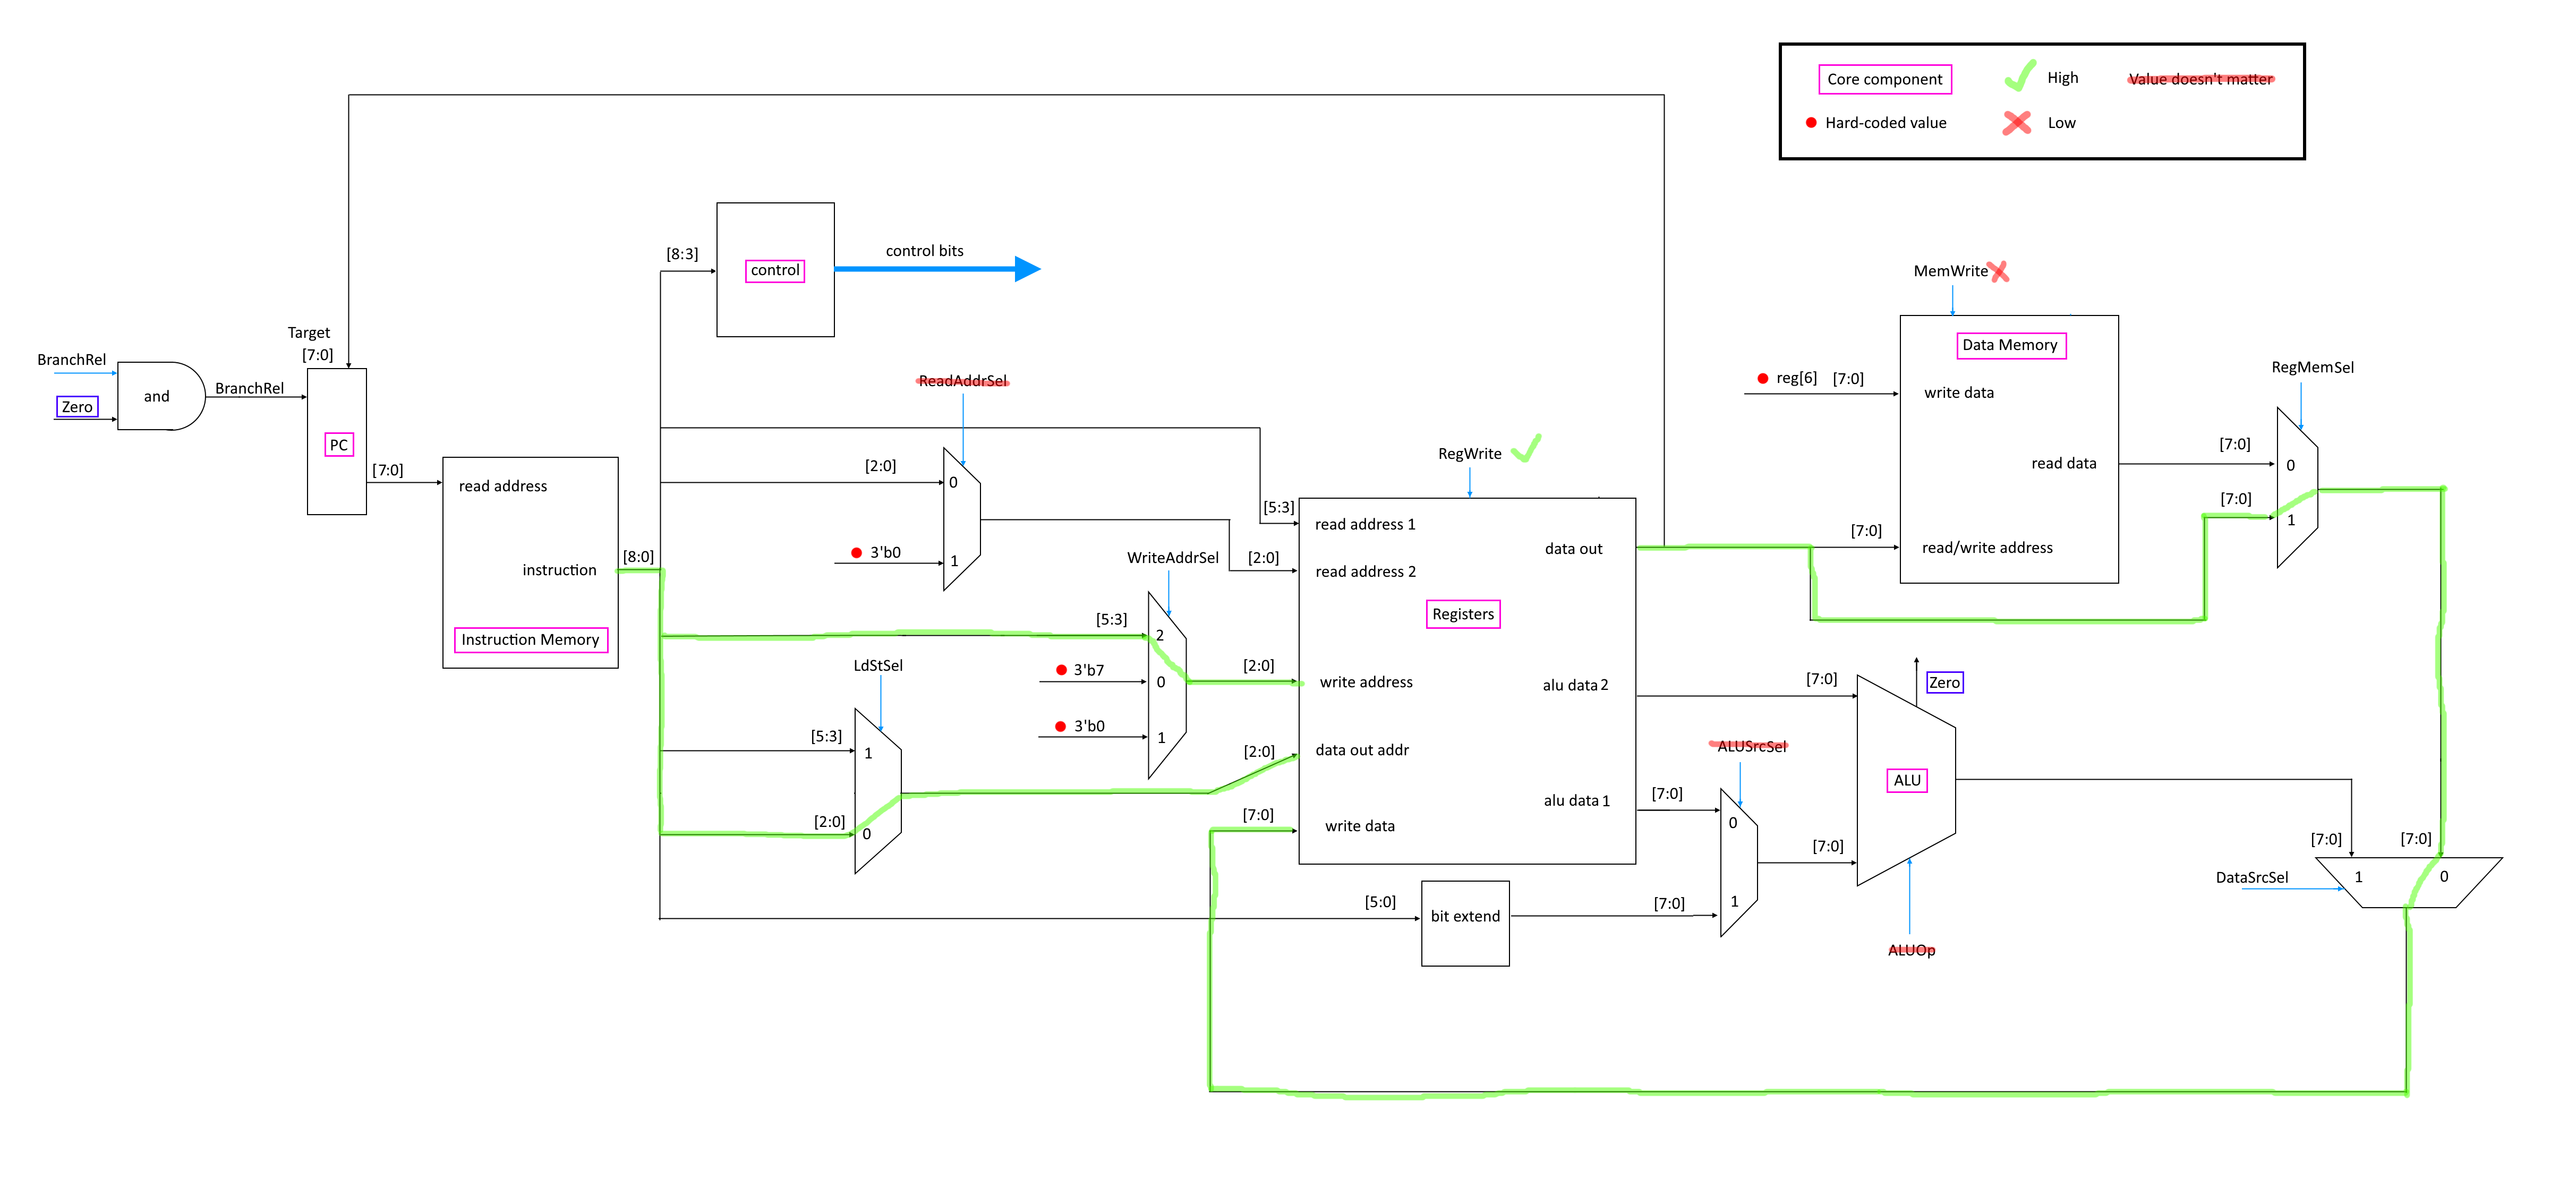 Core component
High
Value doesn't matter
Hard-coded value
Low
control bits
[8:3]
control
MemWrite
Target
[7:0]
BranchRel
and
BranchRel
Zero
PC
[7:0]
read address
instruction
Instruction Memory
[8:0]
ReadAddrSel
[2:0]
0
3'b0
1
WriteAddrSel
[5:3]
2
3'b7
0
3'b0
1
[2:0]
LdStSel
[5:3]
1
[2:0]
0
RegWrite
[5:3]
read address 1
[2:0]
read address 2
data out
Registers
write address
alu data 2
[2:0]
data out addr
alu data 1
[7:0]
write data
[5:0]
bit extend
[7:0]
Data Memory
reg[6]
[7:0]
write data
read data
[7:0]
read/write address
RegMemSel
[7:0]
0
[7:0]
1
[7:0]
Zero
ALUSrcSel
[7:0]
0
1
[7:0]
ALU
ALUOp
[7:0]
[7:0]
DataSrcSel
1
0